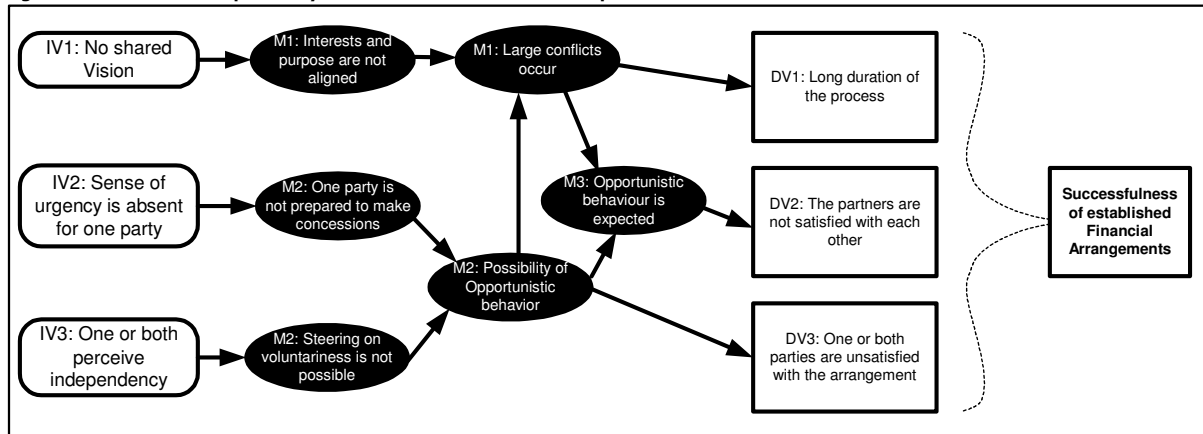 IV1: No shared
Vision
M1: Interests and
purpose are not
aligned
M1: Large conflicts
occur
DV1: Long duration of
the process
IV2: Sense of
urgency is absent
for one party
M2: One party is
not prepared to make
concessions
M3: Opportunistic
behaviour is
expected
DV2: The partners are
not satisfied with each
other
Successfulness
of established
Financial
Arrangements
M2: Possibility of
Opportunistic
behavior
IV3: One or both
perceive
independency
M2: Steering on
voluntariness is not
possible
DV3: One or both
parties are unsatisfied
with the arrangement